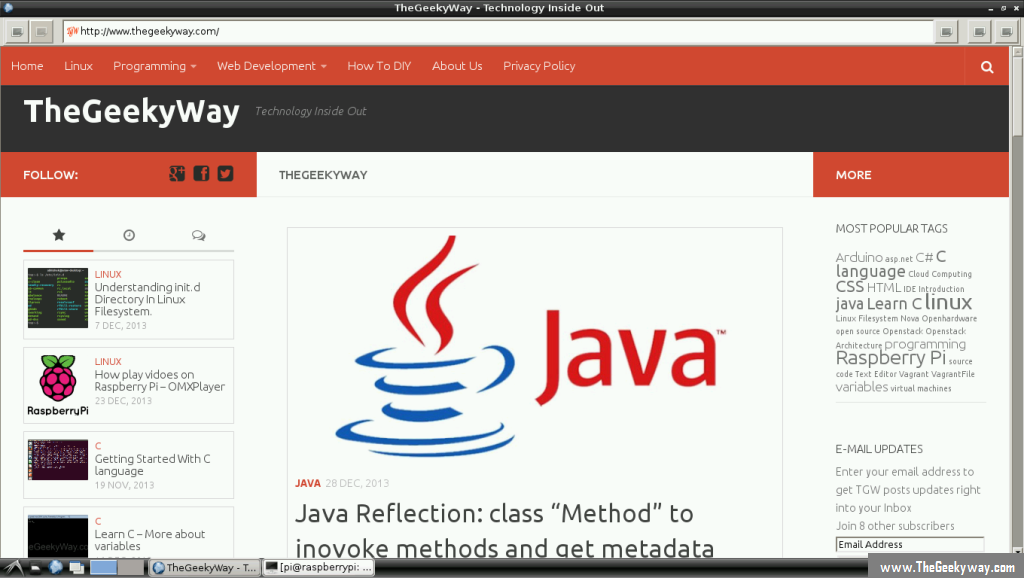 TheGeekyWay - Technology Inside Out
http://www.thegeekyway.com/
Home Linux Programming Web Development How To DIY About Us Privacy Policy
TheGeekyWay Technology Inside Out
FOLLOW:
THEGEEKYWAY
MORE
LINUX
Understanding init.d
Directory In Linux
Filesystem.
7 DEC, 2013
RaspberryPi
LINUX
How play vidoes on
Raspberry Pi – OMXPlayer
23 DEC, 2013
C
Getting Started With C
language
19 NOV, 2013
C
Learn C – More about
variables
Java™
JAVA 28 DEC, 2013
Java Reflection: class “Method” to
inovoke methods and get metadata
MOST POPULAR TAGS
Arduino asp.net C# C
language Cloud Computing
CSS HTML IDE Introduction
java Learn C linux
Linux Filesystem Nova Openhardware
open source Openstack Openstack
Architecture programming
Raspberry Pi source
code Text Editor Vagrant VagrantFile
variables virtual machines
E-MAIL UPDATES
Enter your email address to
get TGW posts updates right
into your Inbox
Join 8 other subscribers
Email Address
TheGeekyWay - T...
[pi@raspberrypi: ...
www.TheGeekyway.com